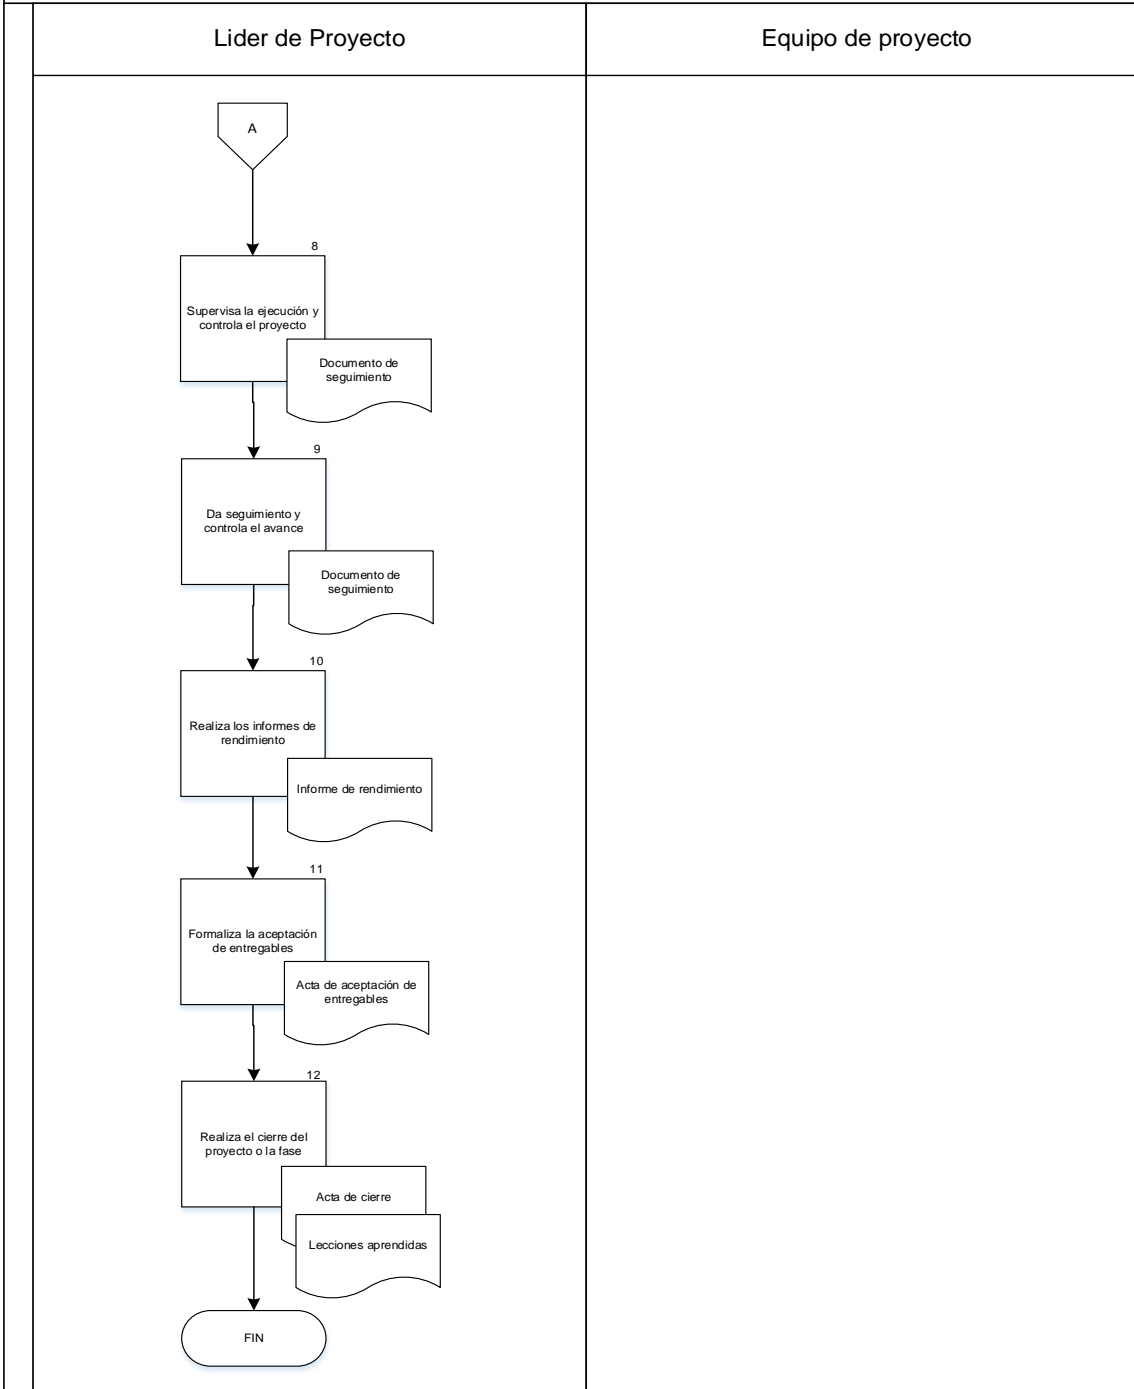 Lider de Proyecto
Equipo de proyecto
A
8
Supervisa la ejecución y
controla el proyecto
Documento de
seguimiento
9
Da seguimiento y
controla el avance
Documento de
seguimiento
10
Realiza los informes de
rendimiento
Informe de rendimiento
11
Formaliza la aceptación
de entregables
Acta de aceptación de
entregables
12
Realiza el cierre del
proyecto o la fase
Acta de cierre
Lecciones aprendidas
FIN